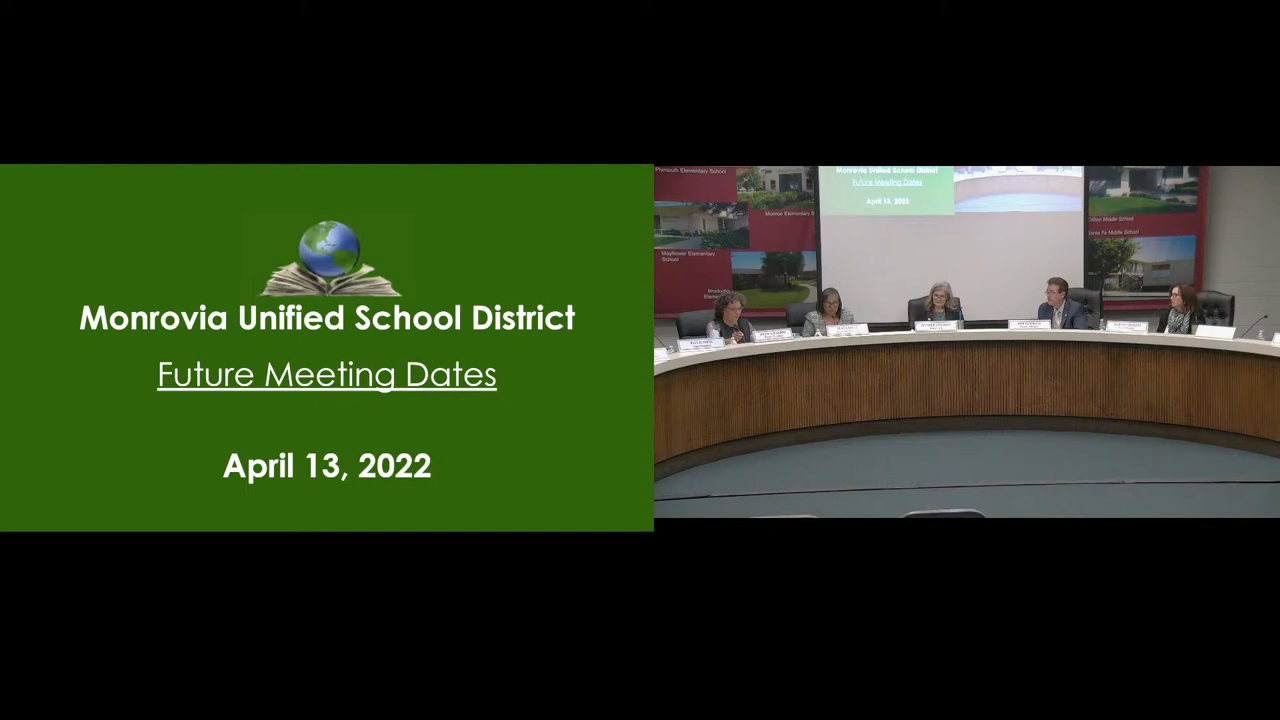 Monrovia Unified School District
Future Meeting Dates
April 13, 2022
Plymouth Elementary School
Monroe Elementary S
Mayflower Elementary
School
Monrovia Unified School District
Future Meeting Dates
April 13, 2022
Clifton Middle School
Santa Fe Middle School